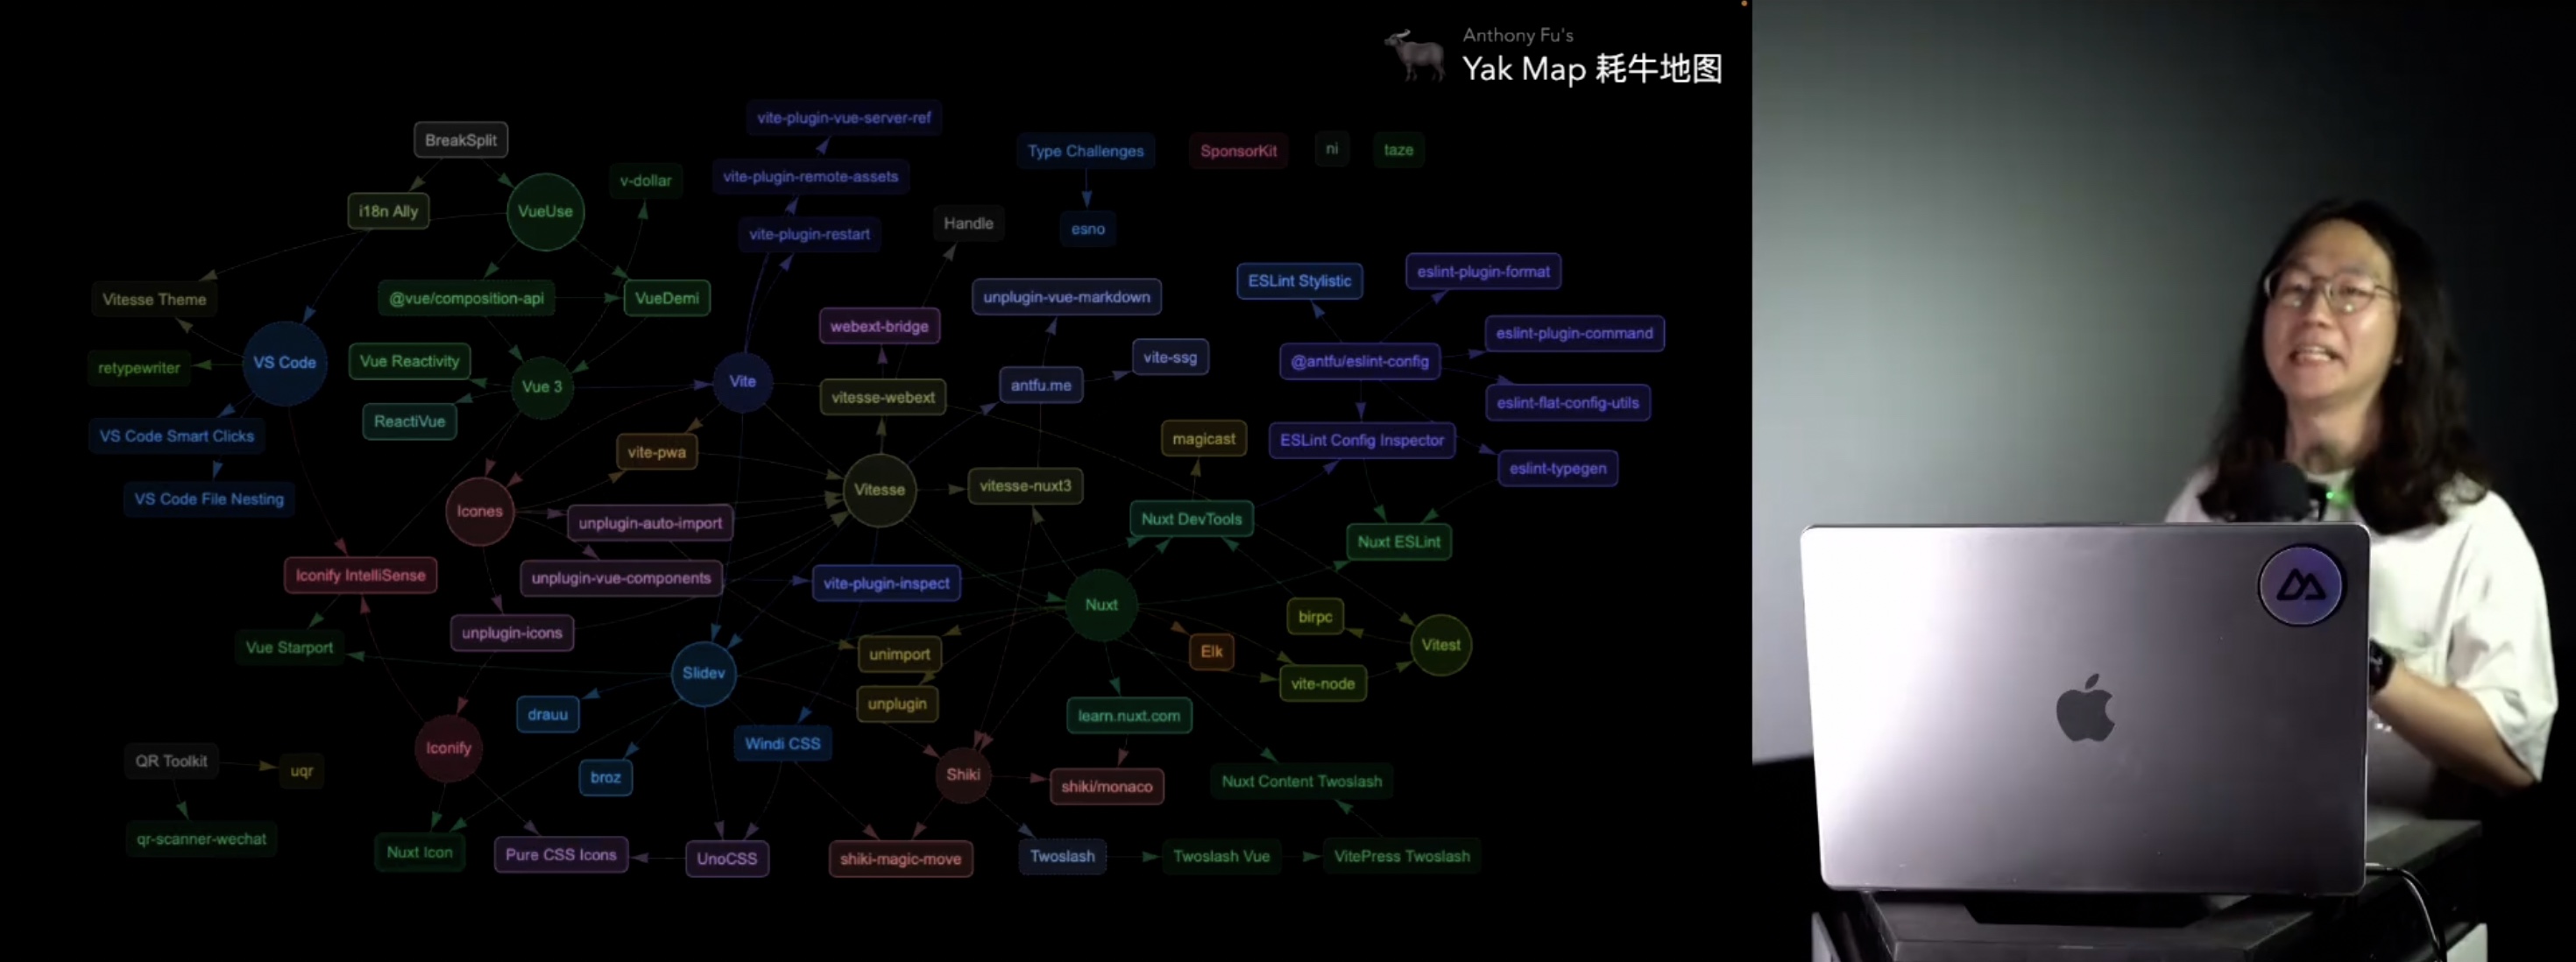 Anthony Fu's
Yak Map 耗牛地图
vite-plugin-vue-server-ref
BreakSplit
Type Challenges
SponsorKit
ni
taze
v-dollar
vite-plugin-remote-assets
i18n Ally
VueUse
Handle
esno
vite-plugin-restart
Vitesse Theme
@vue/composition-api
VueDemi
unplugin-vue-markdown
ESLint Stylistic
eslint-plugin-format
webext-bridge
eslint-plugin-command
retypewriter
VS Code
Vue Reactivity
Vue 3
Vite
vite-ssg
@antfu/eslint-config
vitesse-webext
antfu.me
eslint-flat-config-utils
ReactiVue
VS Code Smart Clicks
vite-pwa
magicast
ESLint Config Inspector
eslint-typegen
VS Code File Nesting
Icones
Vitesse
vitesse-nuxt3
unplugin-auto-import
Nuxt DevTools
Nuxt ESLint
Iconify IntelliSense
unplugin-vue-components
vite-plugin-inspect
Nuxt
birpc
unplugin-icons
Vue Starport
unimport
Elk
Vitest
Slidev
vite-node
drauu
unplugin
learn.nuxt.com
Iconify
Windi CSS
QR Toolkit
uqr
broz
Shiki
shiki/monaco
Nuxt Content Twoslash
qr-scanner-wechat
Nuxt Icon
Pure CSS Icons
UnoCSS
shiki-magic-move
Twoslash
Twoslash Vue
VitePress Twoslash